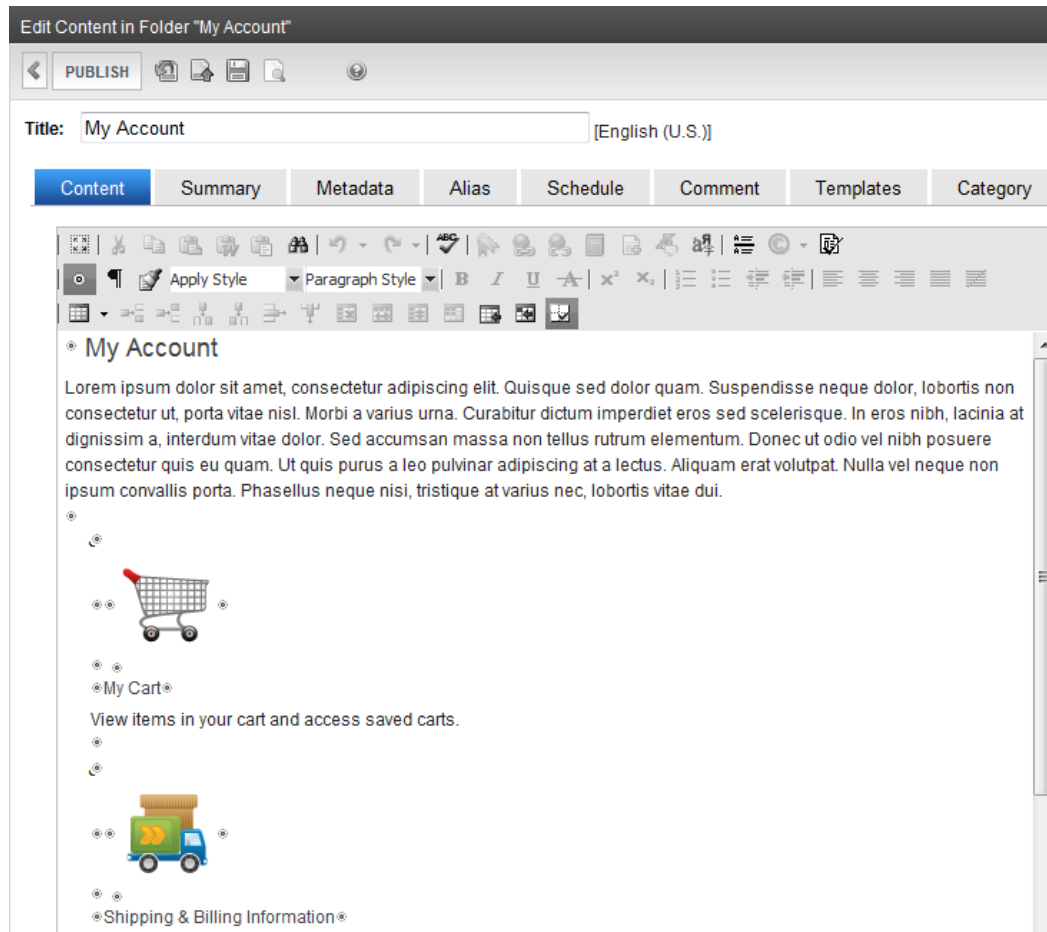 Edit Content in Folder "My Account"
PUBLISH
Title: My Account [English (U.S.)]
Content Summary Metadata Alias Schedule Comment Templates Category
ABC
Apply Style Paragraph Style B I U A x² x₂
My Account
Lorem ipsum dolor sit amet, consectetur adipiscing elit. Quisque sed dolor quam. Suspendisse neque dolor, lobortis non
consectetur ut, porta vitae nisl. Morbi a varius urna. Curabitur dictum imperdiet eros sed scelerisque. In eros nibh, lacinia at
dignissim a, interdum vitae dolor. Sed accumsan massa non tellus rutrum elementum. Donec ut odio vel nibh posuere
consectetur quis eu quam. Ut quis purus a leo pulvinar adipiscing at a lectus. Aliquam erat volutpat. Nulla vel neque non
ipsum convallis porta. Phasellus neque nisi, tristique at varius nec, lobortis vitae dui.
My Cart
View items in your cart and access saved carts.
Shipping & Billing Information